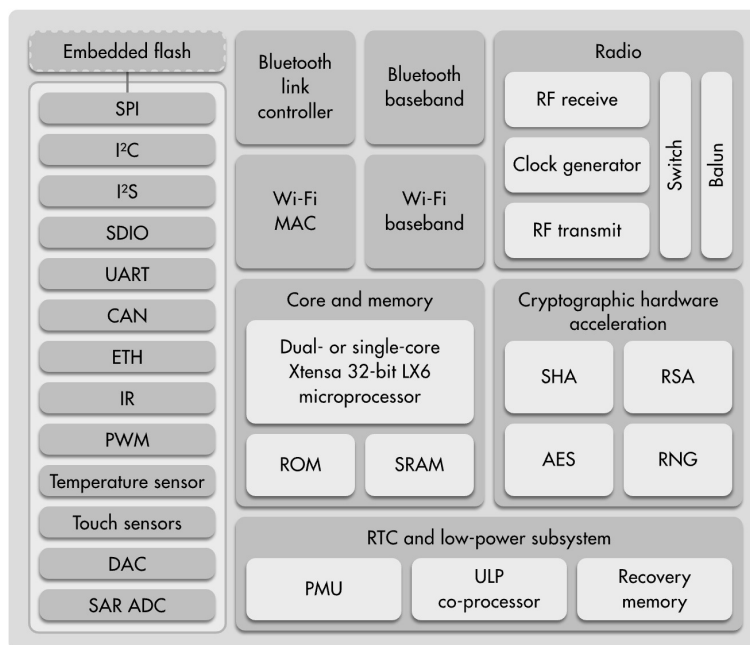 Embedded flash
SPI
I²C
I²S
SDIO
UART
CAN
ETH
IR
PWM
Temperature sensor
Touch sensors
DAC
SAR ADC
Bluetooth
link
controller
Bluetooth
baseband
Wi-Fi
MAC
Wi-Fi
baseband
Radio
RF receive
Clock generator
RF transmit
Switch
Balun
Core and memory
Dual- or single-core
Xtensa 32-bit LX6
microprocessor
ROM
SRAM
Cryptographic hardware
acceleration
SHA
RSA
AES
RNG
RTC and low-power subsystem
PMU
ULP
co-processor
Recovery
memory